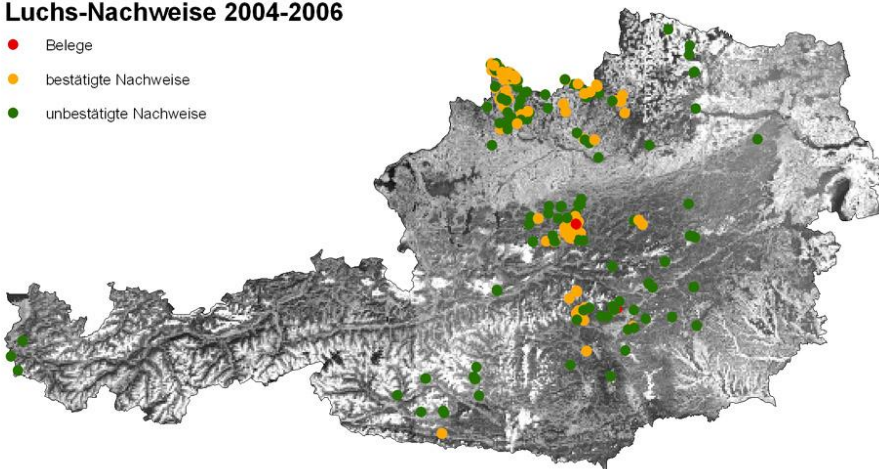 Luchs-Nachweise 2004-2006
Belege
bestätigte Nachweise
unbestätigte Nachweise